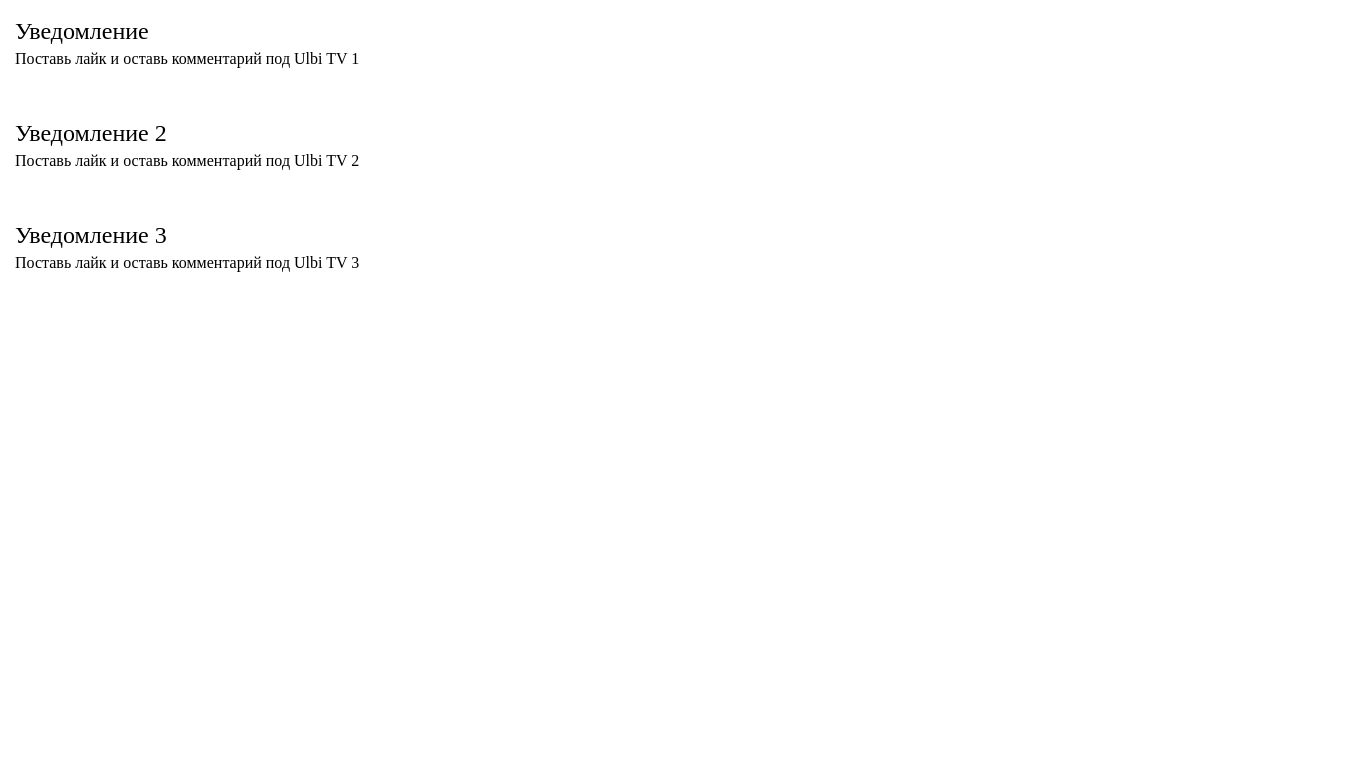 Уведомление
Поставь лайк и оставь комментарий под Ulbi TV 1
Уведомление 2
Поставь лайк и оставь комментарий под Ulbi TV 2
Уведомление 3
Поставь лайк и оставь комментарий под Ulbi TV 3